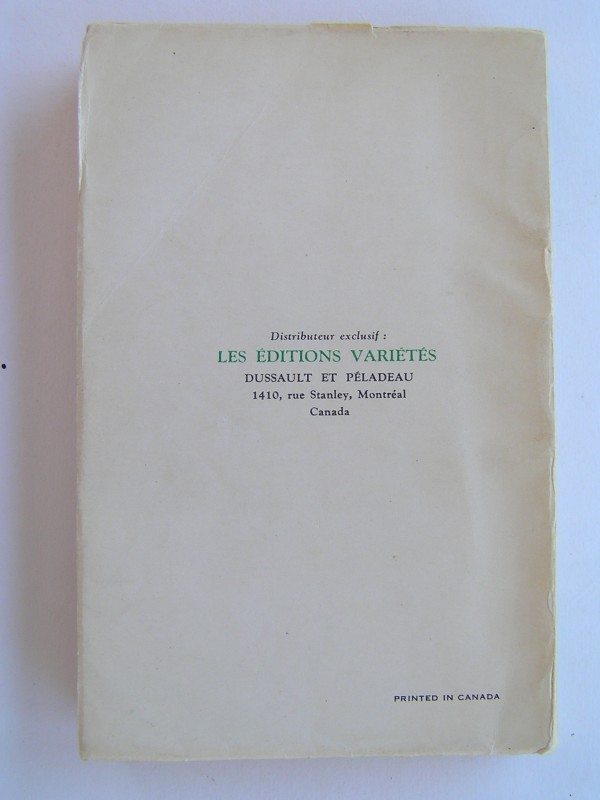 Distributeur exclusif :
LES ÉDITIONS VARIÉTÉS
DUSSAULT ET PÉLADEAU
1410, rue Stanley, Montréal
Canada
PRINTED IN CANADA